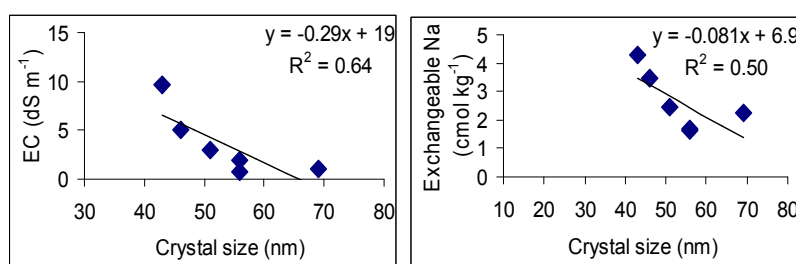 y = -0.29x + 19
R² = 0.64
EC (dS m⁻¹)
15
10
5
0
30 40 50 60 70 80
Crystal size (nm)
y = -0.081x + 6.9
R² = 0.50
Exchangeable Na
(cmol kg⁻¹)
5
4
3
2
1
0
10 20 30 40 50 60 70 80
Crystal size (nm)